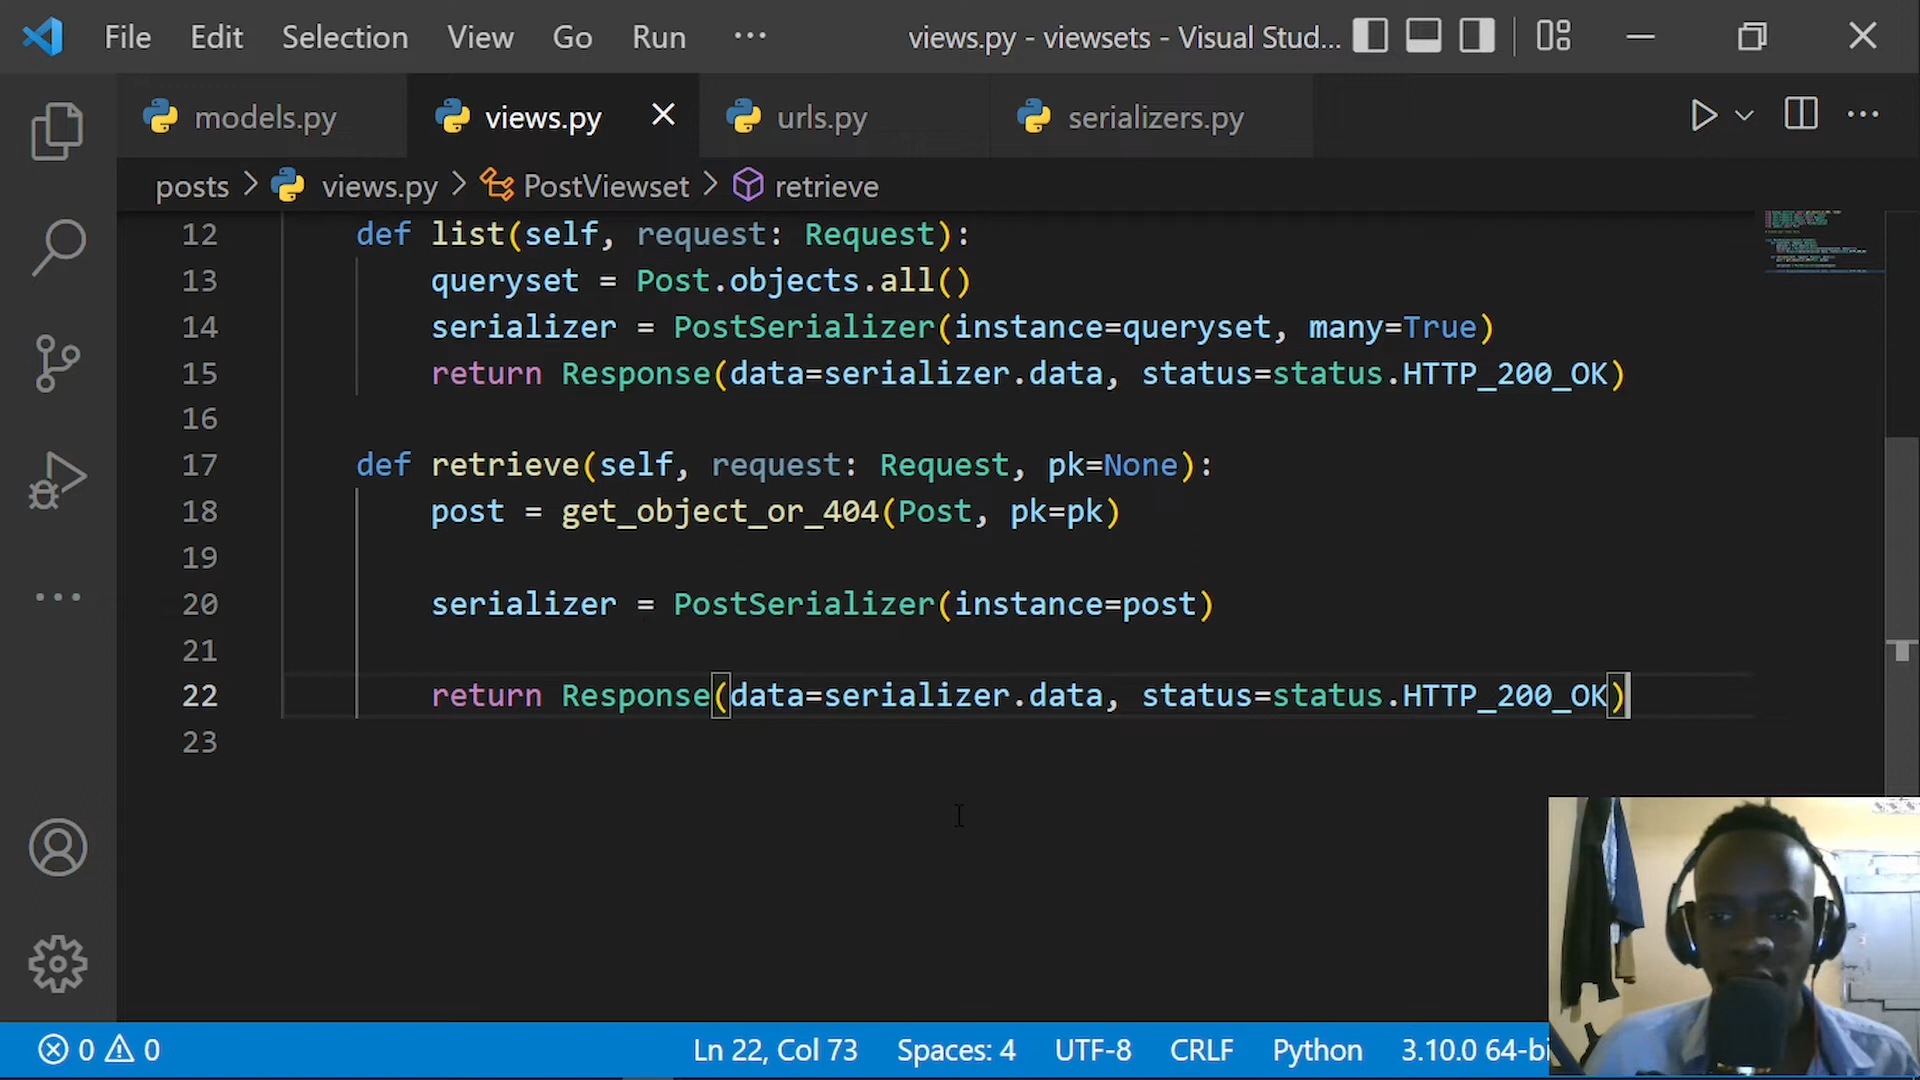 File Edit Selection View Go Run ··· views.py - viewsets - Visual Stud...
models.py views.py urls.py serializers.py
posts > views.py > PostViewset > retrieve
12 def list(self, request: Request):
13 queryset = Post.objects.all()
14 serializer = PostSerializer(instance=queryset, many=True)
15 return Response(data=serializer.data, status=status.HTTP_200_OK)
16
17 def retrieve(self, request: Request, pk=None):
18 post = get_object_or_404(Post, pk=pk)
19
20 serializer = PostSerializer(instance=post)
21
22 return Response(data=serializer.data, status=status.HTTP_200_OK)
23
0 0 Ln 22, Col 73 Spaces: 4 UTF-8 CRLF Python 3.10.0 64-bi